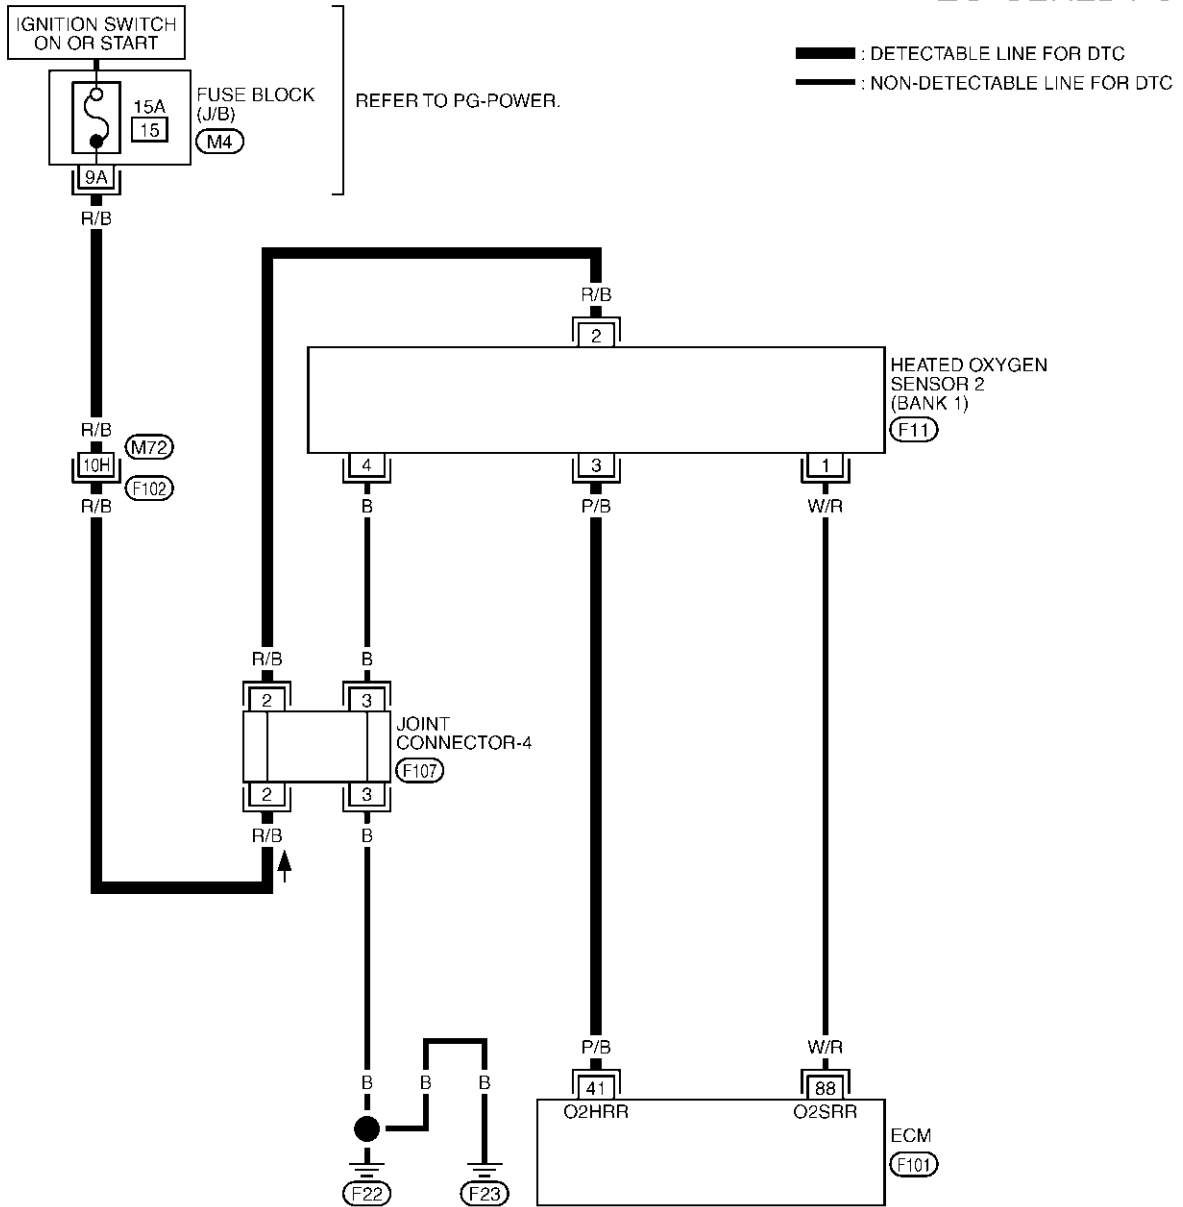 IGNITION SWITCH
ON OR START
: DETECTABLE LINE FOR DTC
: NON-DETECTABLE LINE FOR DTC
FUSE BLOCK
(J/B)
15A
15
M4
REFER TO PG-POWER.
9A
R/B
R/B
2
HEATED OXYGEN
SENSOR 2
(BANK 1)
F11
R/B
M72
10H
F102
R/B
4
3
1
B
P/B
W/R
R/B
B
2
3
JOINT
CONNECTOR-4
F107
2
3
R/B
B
P/B
W/R
B
B
B
41
88
O2HRR
O2SRR
ECM
F101
F22
F23